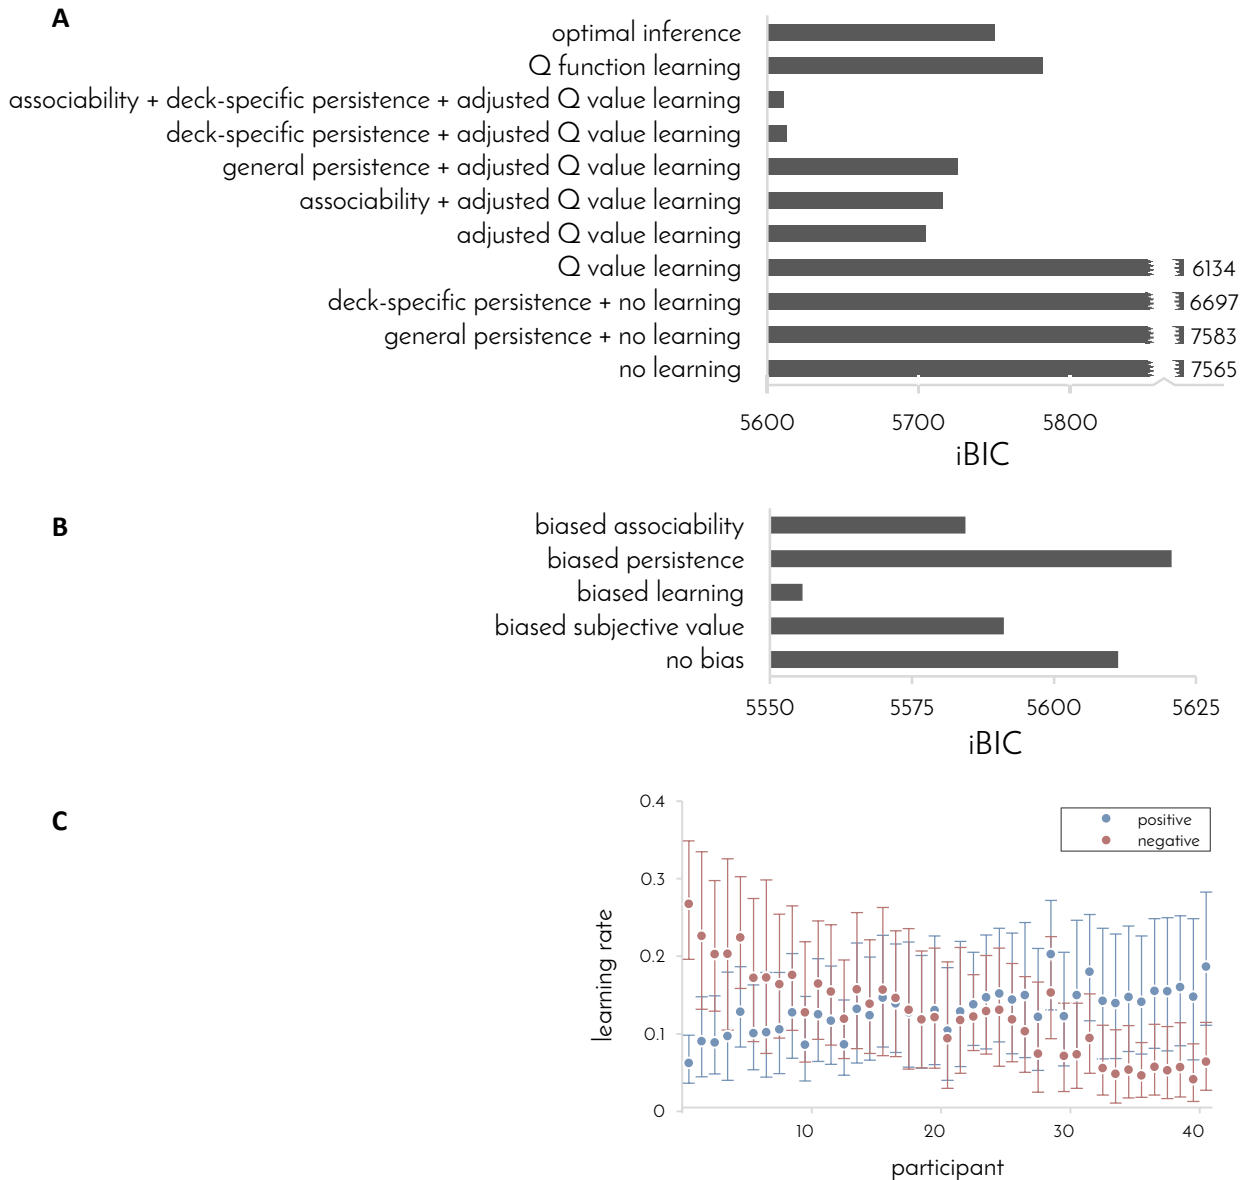 A
optimal inference
Q function learning
associability + deck-specific persistence + adjusted Q value learning
deck-specific persistence + adjusted Q value learning
general persistence + adjusted Q value learning
associability + adjusted Q value learning
adjusted Q value learning
Q value learning 6134
deck-specific persistence + no learning 6697
general persistence + no learning 7583
no learning 7565
5600 5700 5800
iBIC
B
biased associability
biased persistence
biased learning
biased subjective value
no bias
5550 5575 5600 5625
iBIC
C
0.4
positive
negative
0.3
0.2
0.1
0
learning rate
10 20 30 40
participant